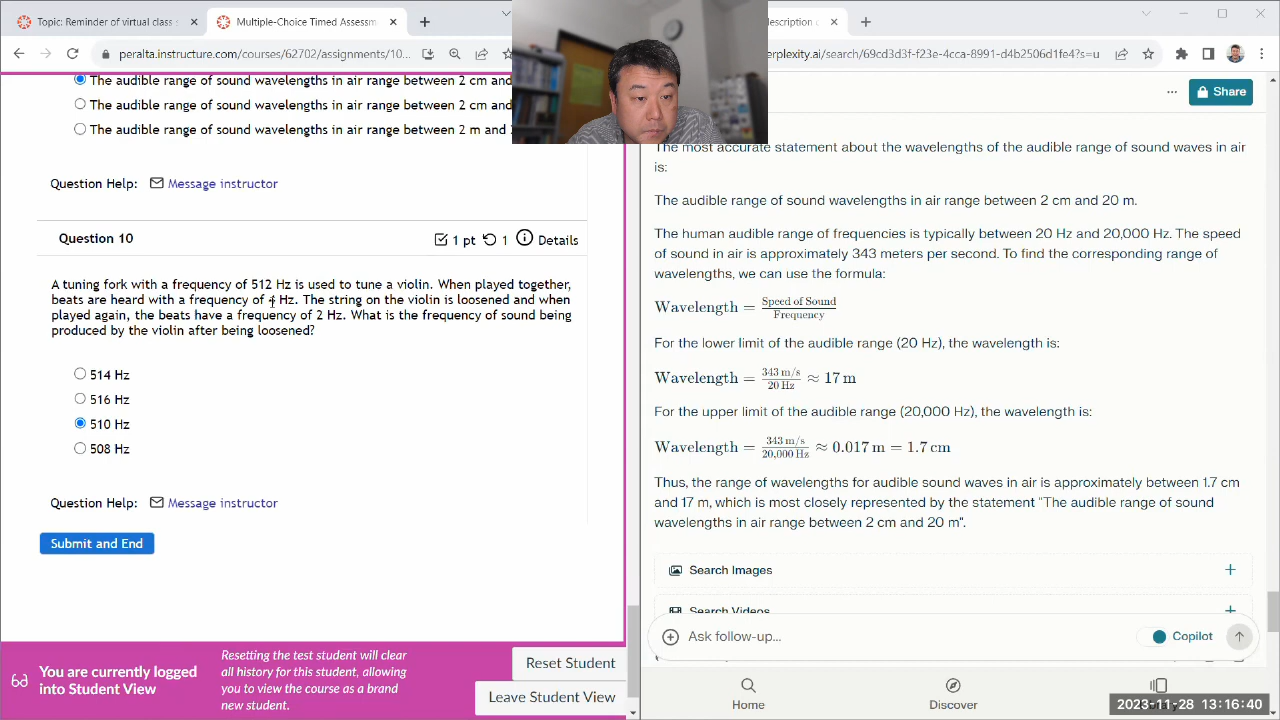 Topic: Reminder of virtual class
Multiple-Choice Timed Assessm
escription o
peralta.instructure.com/courses/62702/assignments/10...
The audible range of sound wavelengths in air range between 2 cm and
The audible range of sound wavelengths in air range between 2 cm and
The audible range of sound wavelengths in air range between 2 m and
Question Help: Message instructor
Question 10
1 pt 1 Details
A tuning fork with a frequency of 512 Hz is used to tune a violin. When played together,
beats are heard with a frequency of 4 Hz. The string on the violin is loosened and when
played again, the beats have a frequency of 2 Hz. What is the frequency of sound being
produced by the violin after being loosened?
514 Hz
516 Hz
510 Hz
508 Hz
Question Help: Message instructor
Submit and End
You are currently logged
into Student View
Resetting the test student will clear
all history for this student, allowing
you to view the course as a brand
new student.
Reset Student
Leave Student View
Share
The most accurate statement about the wavelengths of the audible range of sound waves in air
is:
The audible range of sound wavelengths in air range between 2 cm and 20 m.
The human audible range of frequencies is typically between 20 Hz and 20,000 Hz. The speed
of sound in air is approximately 343 meters per second. To find the corresponding range of
wavelengths, we can use the formula:
Wavelength = Speed of Sound / Frequency
For the lower limit of the audible range (20 Hz), the wavelength is:
Wavelength = 343 m/s / 20 Hz ≈ 17 m
For the upper limit of the audible range (20,000 Hz), the wavelength is:
Wavelength = 343 m/s / 20,000 Hz ≈ 0.017 m = 1.7 cm
Thus, the range of wavelengths for audible sound waves in air is approximately between 1.7 cm
and 17 m, which is most closely represented by the statement "The audible range of sound
wavelengths in air range between 2 cm and 20 m".
Search Images
Search Videos
Ask follow-up...
Copilot
Home
Discover
2023-11-28 13:16:40